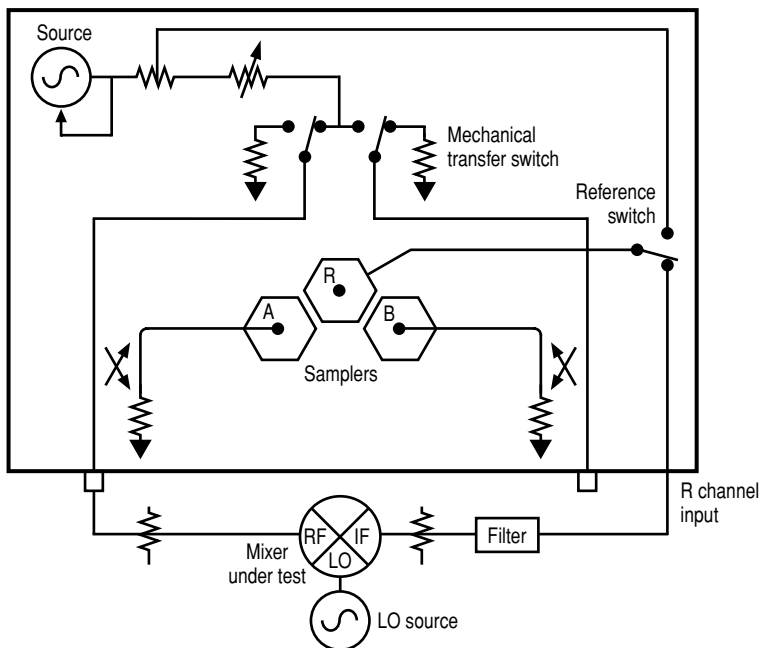 Source
Mechanical
transfer switch
Reference
switch
R
A
B
Samplers
R channel
input
RF
IF
LO
Filter
Mixer
under test
LO source